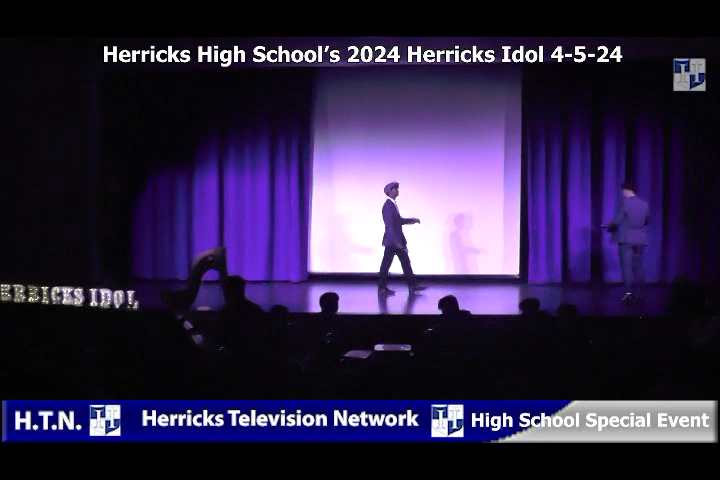 Herricks High School's 2024 Herricks Idol 4-5-24
HERRICKS IDOL
H.T.N. Herricks Television Network High School Special Event